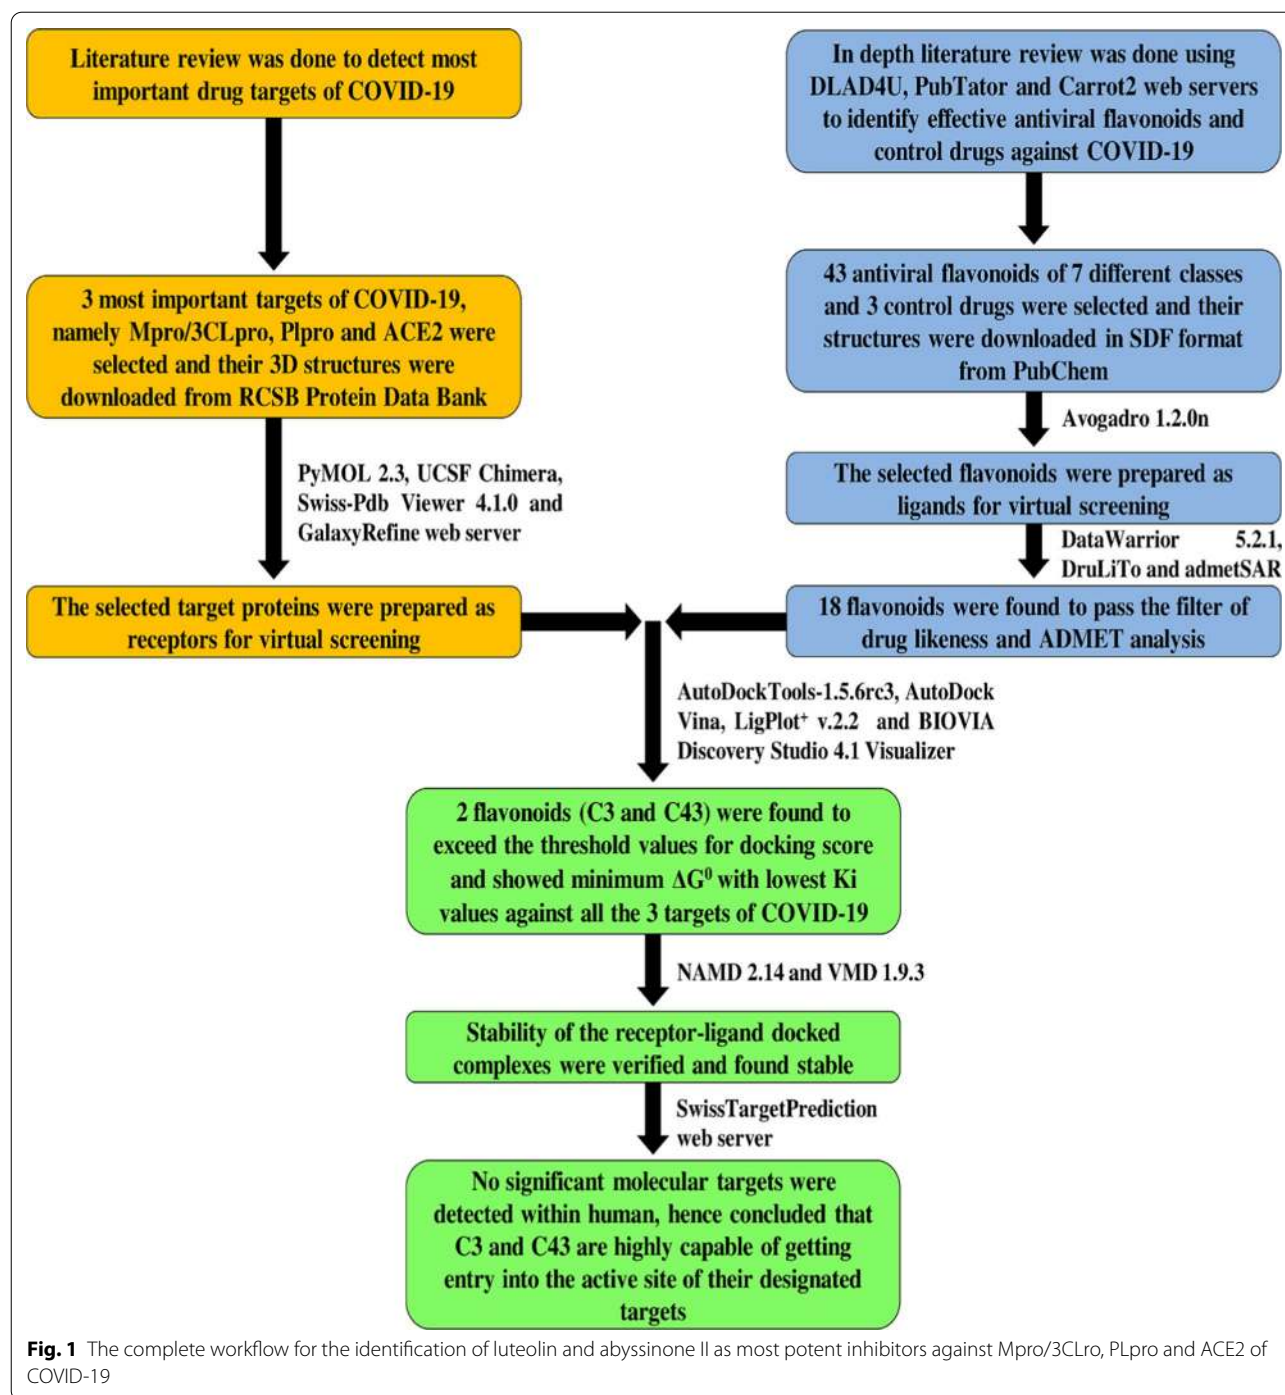 Literature review was done to detect most
important drug targets of COVID-19
In depth literature review was done using
DLAD4U, PubTator and Carrot2 web servers
to identify effective antiviral flavonoids and
control drugs against COVID-19
3 most important targets of COVID-19,
namely Mpro/3CLpro, Plpro and ACE2 were
selected and their 3D structures were
downloaded from RCSB Protein Data Bank
43 antiviral flavonoids of 7 different classes
and 3 control drugs were selected and their
structures were downloaded in SDF format
from PubChem
Avogadro 1.2.0n
PyMOL 2.3, UCSF Chimera,
Swiss-Pdb Viewer 4.1.0 and
GalaxyRefine web server
The selected flavonoids were prepared as
ligands for virtual screening
DataWarrior 5.2.1,
DruLiTo and admetSAR
The selected target proteins were prepared as
receptors for virtual screening
18 flavonoids were found to pass the filter of
drug likeness and ADMET analysis
AutoDockTools-1.5.6rc3, AutoDock
Vina, LigPlot⁺ v.2.2 and BIOVIA
Discovery Studio 4.1 Visualizer
2 flavonoids (C3 and C43) were found to
exceed the threshold values for docking score
and showed minimum ΔG⁰ with lowest Ki
values against all the 3 targets of COVID-19
NAMD 2.14 and VMD 1.9.3
Stability of the receptor-ligand docked
complexes were verified and found stable
SwissTargetPrediction
web server
No significant molecular targets were
detected within human, hence concluded that
C3 and C43 are highly capable of getting
entry into the active site of their designated
targets
Fig. 1 The complete workflow for the identification of luteolin and abyssinone II as most potent inhibitors against Mpro/3CLro, PLpro and ACE2 of
COVID-19